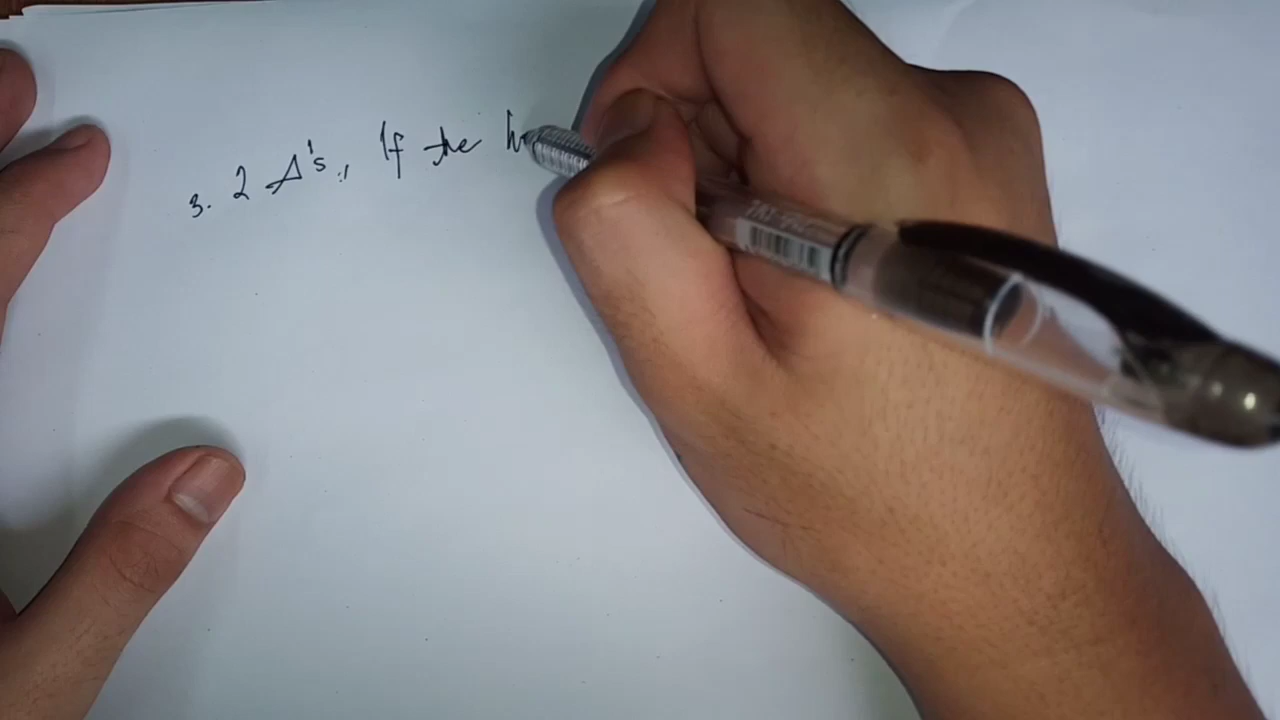 3. 2 A's., If the